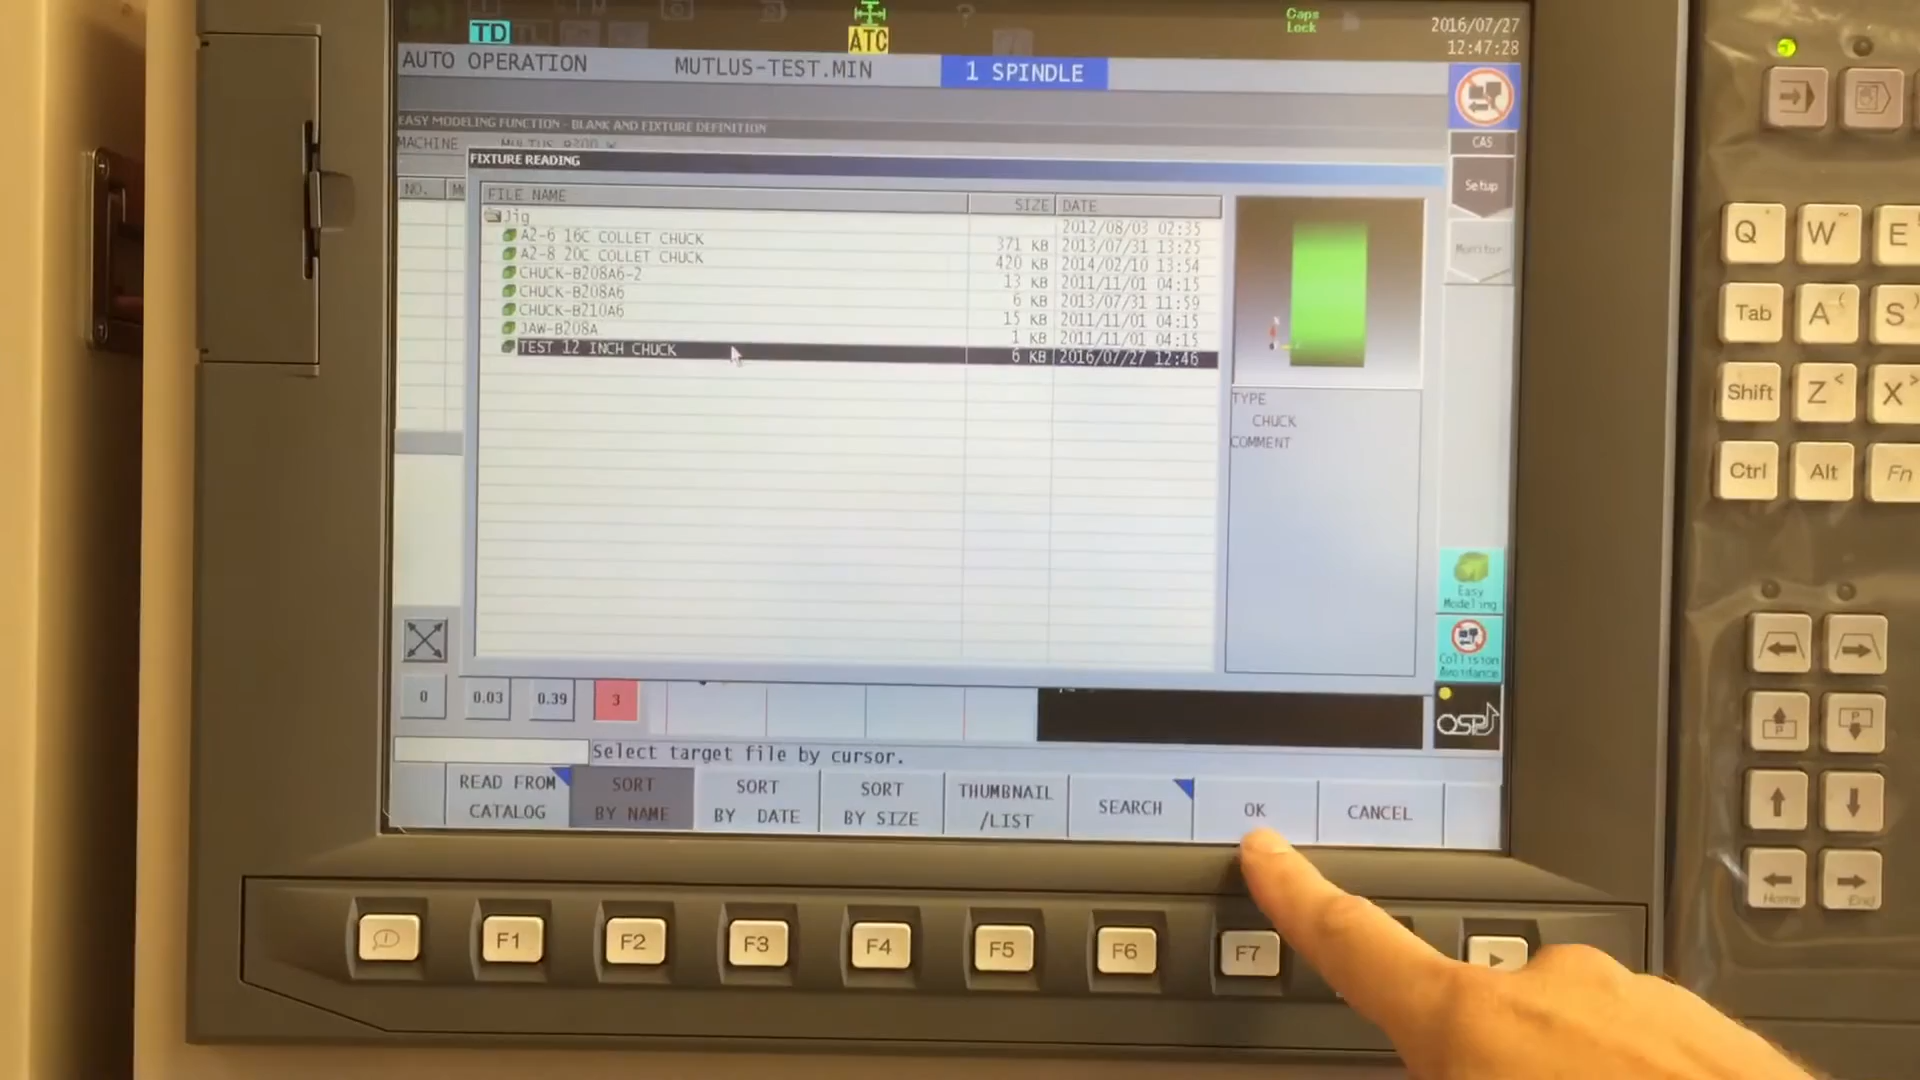 TD
ATC
Caps
Lock
2016/07/27
12:47:28
AUTO OPERATION
MUTLUS-TEST.MIN
1 SPINDLE
EASY MODELING FUNCTION - BLANK AND FIXTURE DEFINITION
MACHINE
FIXTURE READING
CAS
Setup
Monitor
NO.
FILE NAME SIZE DATE
Jig 2012/08/03 02:35
A2-6 16C COLLET CHUCK 371 KB 2013/07/31 13:25
A2-8 20C COLLET CHUCK 420 KB 2014/02/10 13:54
CHUCK-B208A6-2 13 KB 2011/11/01 04:15
CHUCK-B208A6 6 KB 2013/07/31 11:59
CHUCK-B210A6 15 KB 2011/11/01 04:15
JAW-B208A 1 KB 2011/11/01 04:15
TEST 12 INCH CHUCK 6 KB 2016/07/27 12:46
TYPE
CHUCK
COMMENT
Easy
Modeling
Collision
Avoidance
OSP
0 0.03 0.39 3
Select target file by cursor.
READ FROM
CATALOG
SORT
BY NAME
SORT
BY DATE
SORT
BY SIZE
THUMBNAIL
/LIST
SEARCH
OK
CANCEL
F1 F2 F3 F4 F5 F6 F7
Q W E
Tab A ( S
Shift Z < X >
Ctrl Alt Fn
P
P
Home End